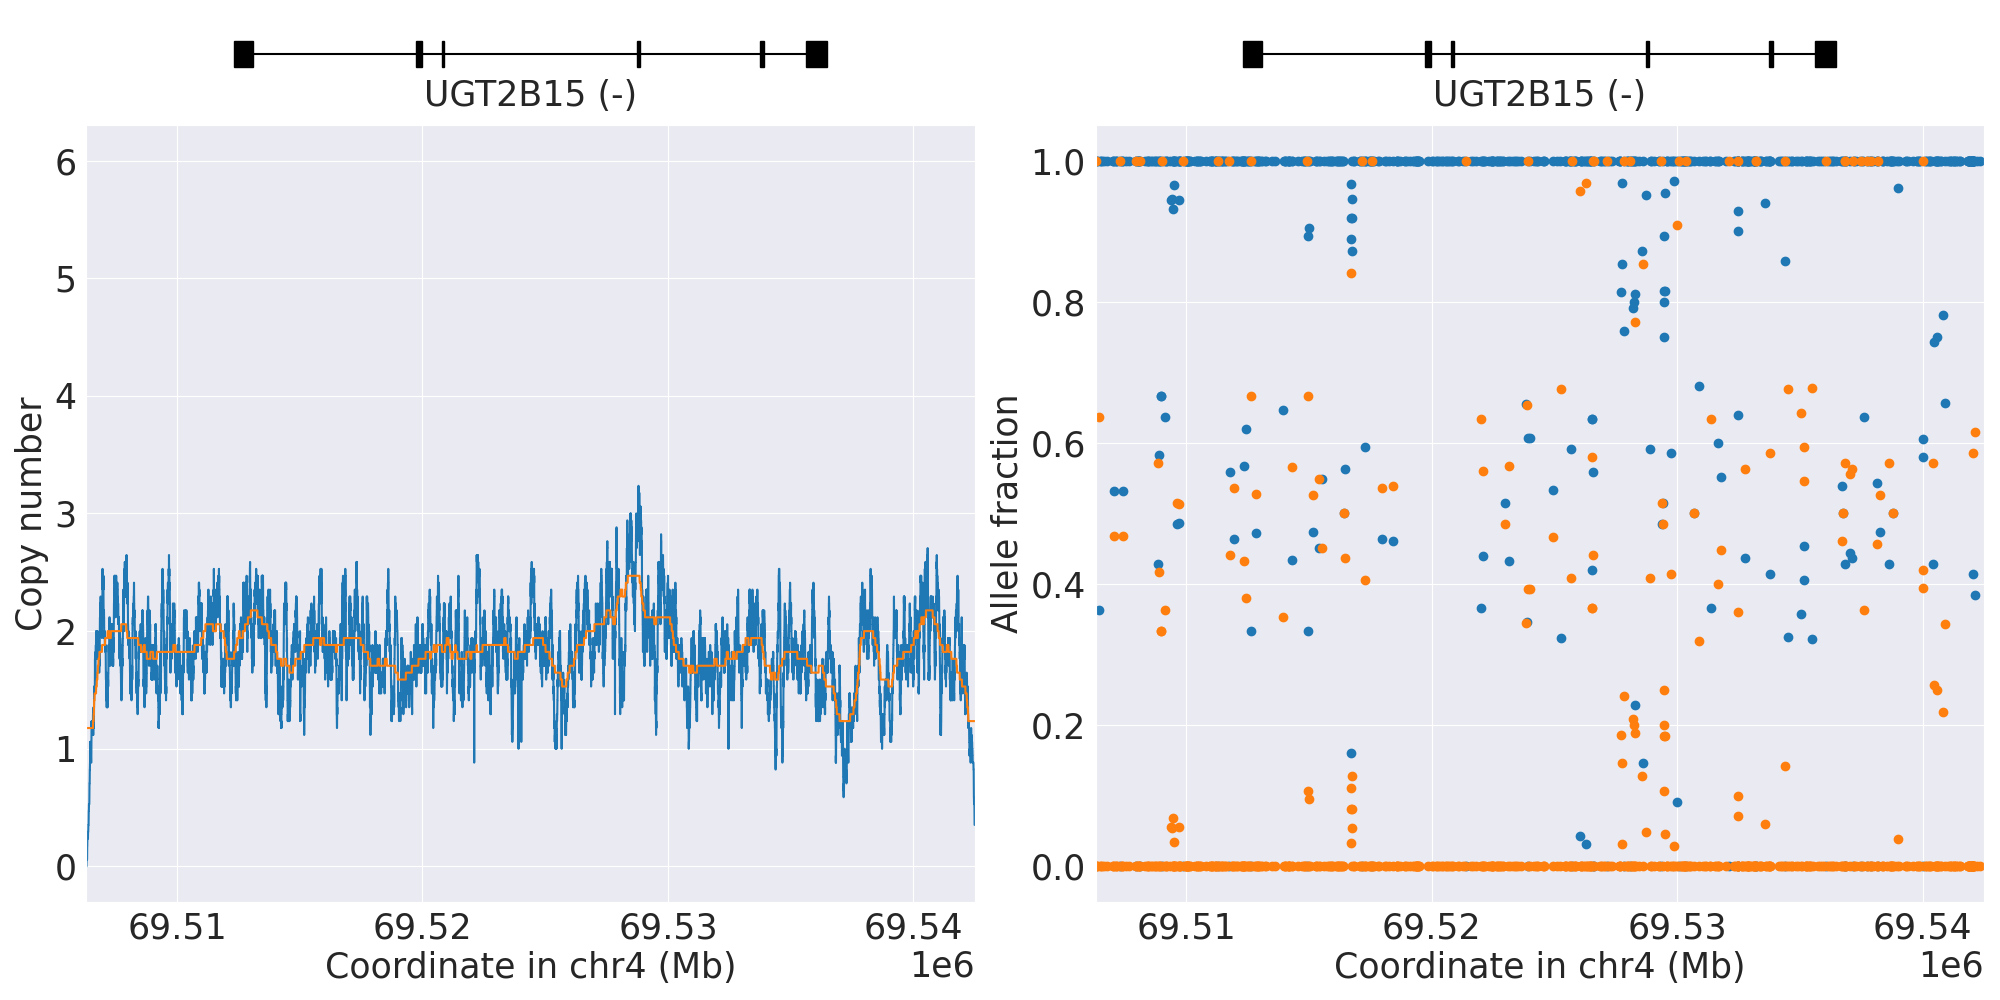 UGT2B15 (-)
6
5
4
3
2
1
0
Copy number
69.51 69.52 69.53 69.54
Coordinate in chr4 (Mb)
1e6
UGT2B15 (-)
1.0
0.8
0.6
0.4
0.2
0.0
Allele fraction
69.51 69.52 69.53 69.54
Coordinate in chr4 (Mb)
1e6